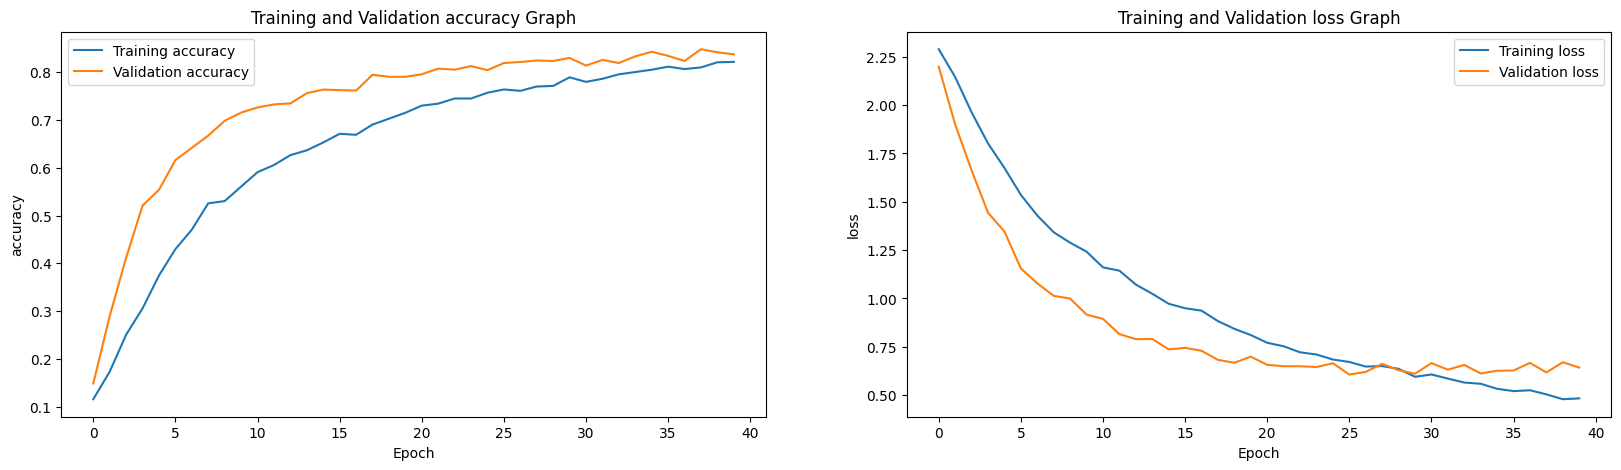 Training and Validation accuracy Graph
Training accuracy
Validation accuracy
accuracy
0.8
0.7
0.6
0.5
0.4
0.3
0.2
0.1
0 5 10 15 20 25 30 35 40
Epoch
Training and Validation loss Graph
Training loss
Validation loss
loss
2.25
2.00
1.75
1.50
1.25
1.00
0.75
0.50
0 5 10 15 20 25 30 35 40
Epoch